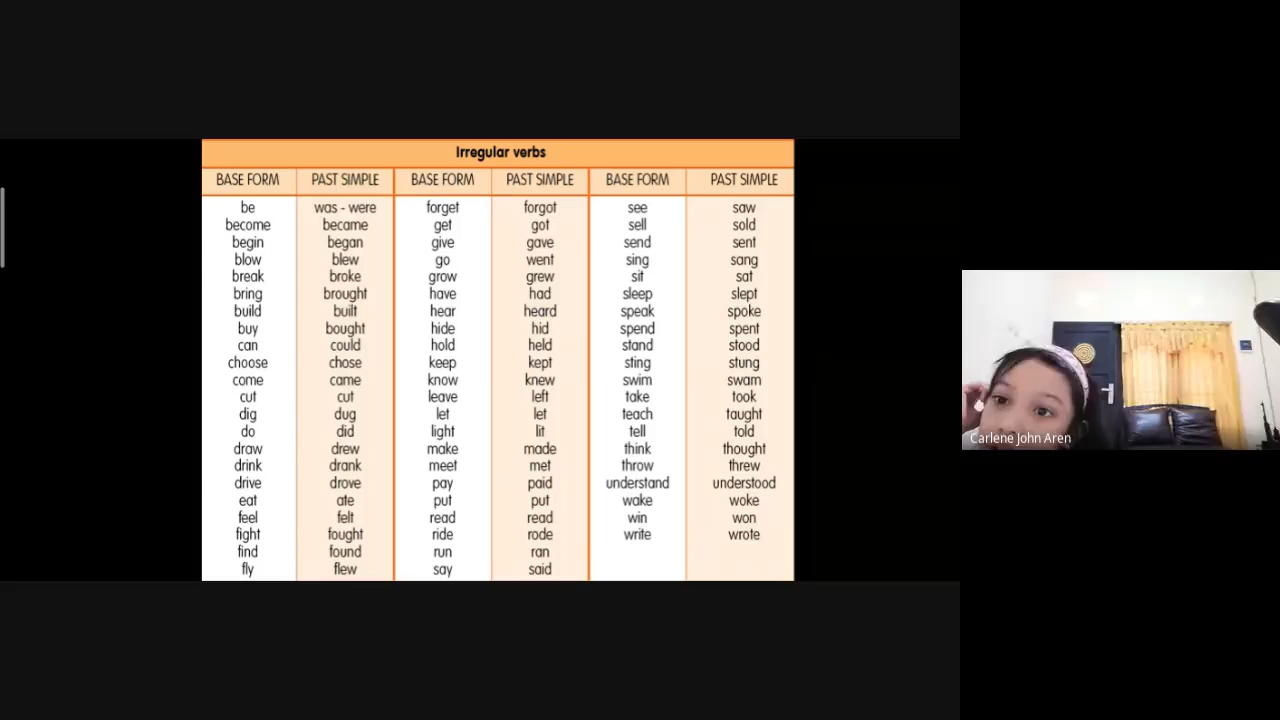 Irregular verbs
BASE FORM PAST SIMPLE BASE FORM PAST SIMPLE BASE FORM PAST SIMPLE
be was - were forget forgot see saw
become became get got sell sold
begin began give gave send sent
blow blew go went sing sang
break broke grow grew sit sat
bring brought have had sleep slept
build built hear heard speak spoke
buy bought hide hid spend spent
can could hold held stand stood
choose chose keep kept sting stung
come came know knew swim swam
cut cut leave left take took
dig dug let let teach taught
do did light lit tell told
draw drew make made think thought
drink drank meet met throw threw
drive drove pay paid understand understood
eat ate put put wake woke
feel felt read read win won
fight fought ride rode write wrote
find found run ran
fly flew say said
Carlene John Aren